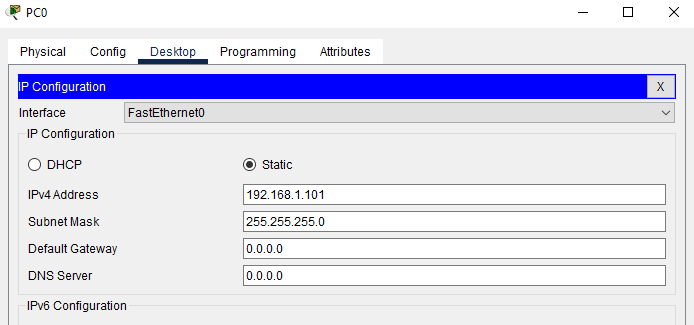 PC0
Physical Config Desktop Programming Attributes
IP Configuration X
Interface FastEthernet0
IP Configuration
DHCP Static
IPv4 Address 192.168.1.101
Subnet Mask 255.255.255.0
Default Gateway 0.0.0.0
DNS Server 0.0.0.0
IPv6 Configuration